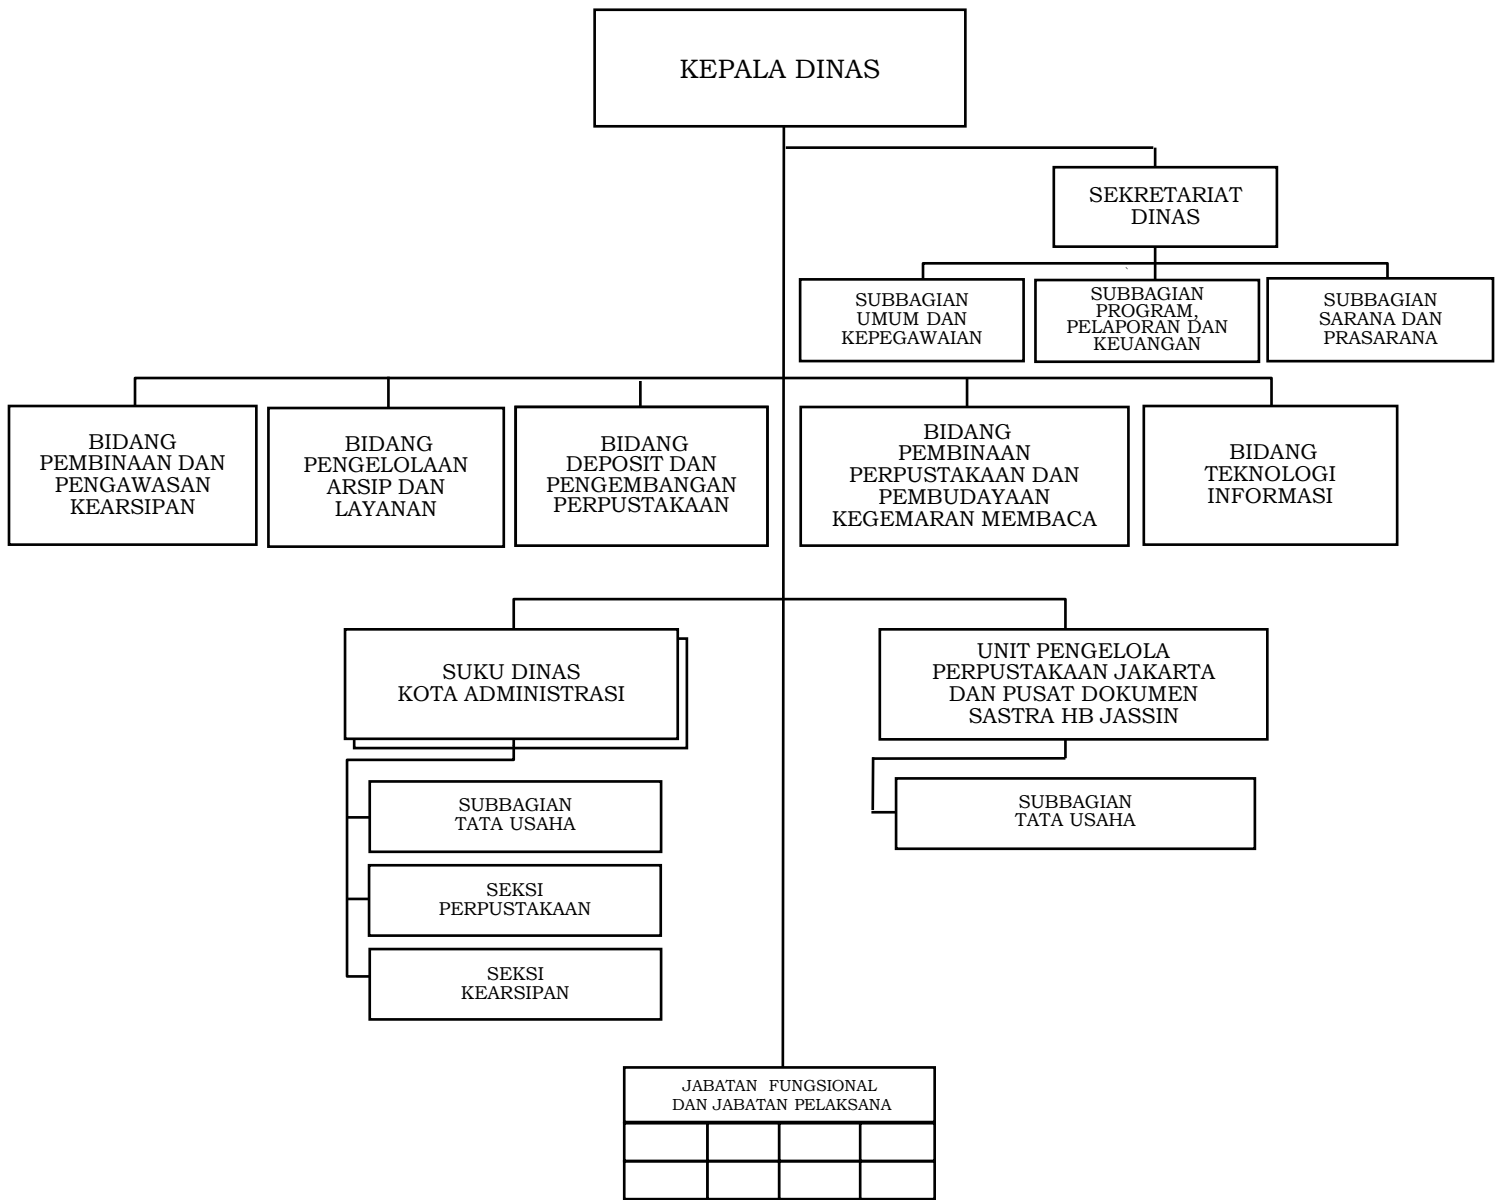 KEPALA DINAS
SEKRETARIAT
DINAS
SUBBAGIAN
UMUM DAN
KEPEGAWAIAN
SUBBAGIAN
PROGRAM,
PELAPORAN DAN
KEUANGAN
SUBBAGIAN
SARANA DAN
PRASARANA
BIDANG
PEMBINAAN DAN
PENGAWASAN
KEARSIPAN
BIDANG
PENGELOLAAN
ARSIP DAN
LAYANAN
BIDANG
DEPOSIT DAN
PENGEMBANGAN
PERPUSTAKAAN
BIDANG
PEMBINAAN
PERPUSTAKAAN DAN
PEMBUDAYAAN
KEGEMARAN MEMBACA
BIDANG
TEKNOLOGI
INFORMASI
SUKU DINAS
KOTA ADMINISTRASI
SUBBAGIAN
TATA USAHA
SEKSI
PERPUSTAKAAN
SEKSI
KEARSIPAN
UNIT PENGELOLA
PERPUSTAKAAN JAKARTA
DAN PUSAT DOKUMEN
SASTRA HB JASSIN
SUBBAGIAN
TATA USAHA
JABATAN FUNGSIONAL
DAN JABATAN PELAKSANA